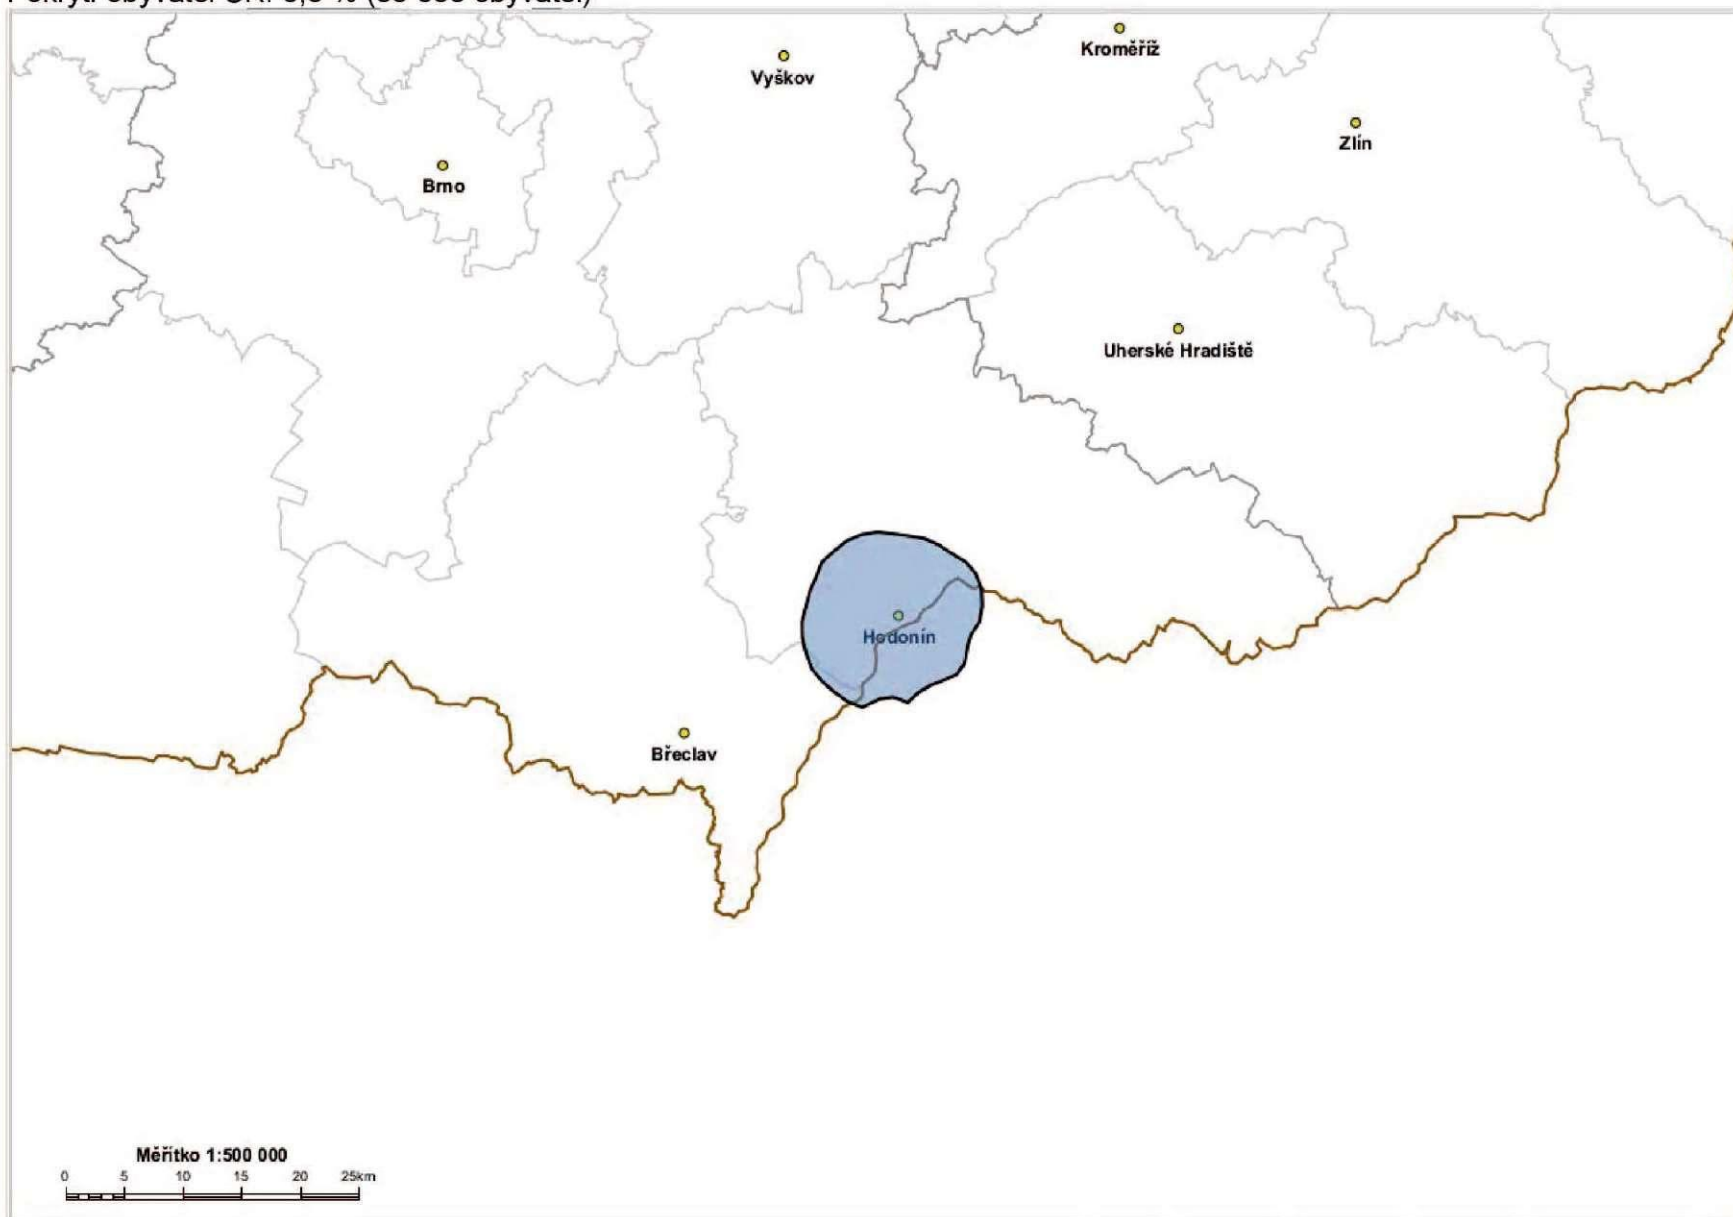 Kroměříž
Vyškov
Zlín
Brno
Uherské Hradiště
Hodonín
Břeclav
Měřítko 1:500 000
0 5 10 15 20 25km